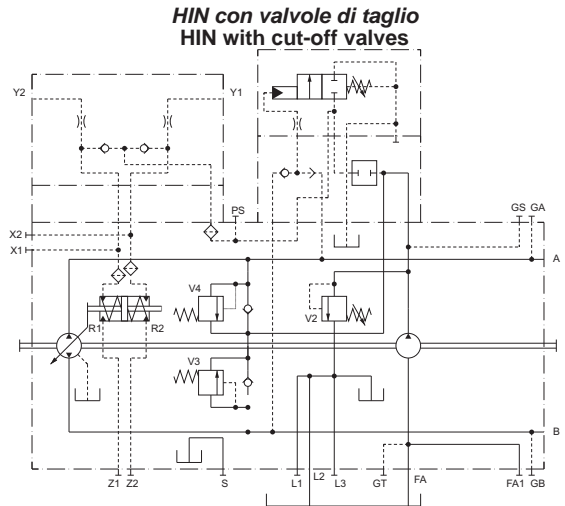 HIN con valvole di taglio
HIN with cut-off valves
Y2 Y1
PS GS GA
X2
X1
A
V4
R1 R2 V2
V3
B
Z1 Z2 S L1 L2 L3 GT FA FA1 GB